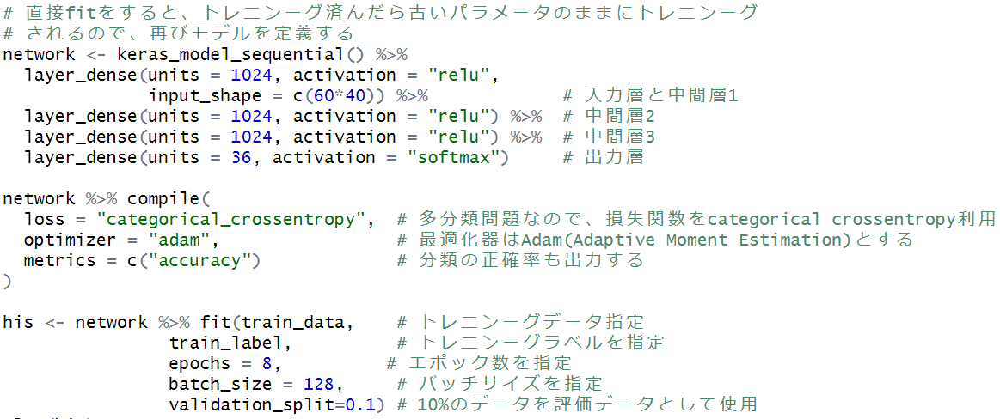 # 直接fitをすると、トレニンーグ済んだら古いパラメータのままにトレニンーグ
# されるので、再びモデルを定義する
network <- keras_model_sequential() %>%
  layer_dense(units = 1024, activation = "relu",
              input_shape = c(60*40)) %>%             # 入力層と中間層1
  layer_dense(units = 1024, activation = "relu") %>%  # 中間層2
  layer_dense(units = 1024, activation = "relu") %>%  # 中間層3
  layer_dense(units = 36, activation = "softmax")     # 出力層
network %>% compile(
  loss = "categorical_crossentropy",  # 多分類問題なので、損失関数をcategorical crossentropy利用
  optimizer = "adam",                 # 最適化器はAdam(Adaptive Moment Estimation)とする
  metrics = c("accuracy")             # 分類の正確率も出力する
)
his <- network %>% fit(train_data,    # トレニンーグデータ指定
                train_label,          # トレニンーグラベルを指定
                epochs = 8,          # エポック数を指定
                batch_size = 128,     # バッチサイズを指定
                validation_split=0.1) # 10%のデータを評価データとして使用